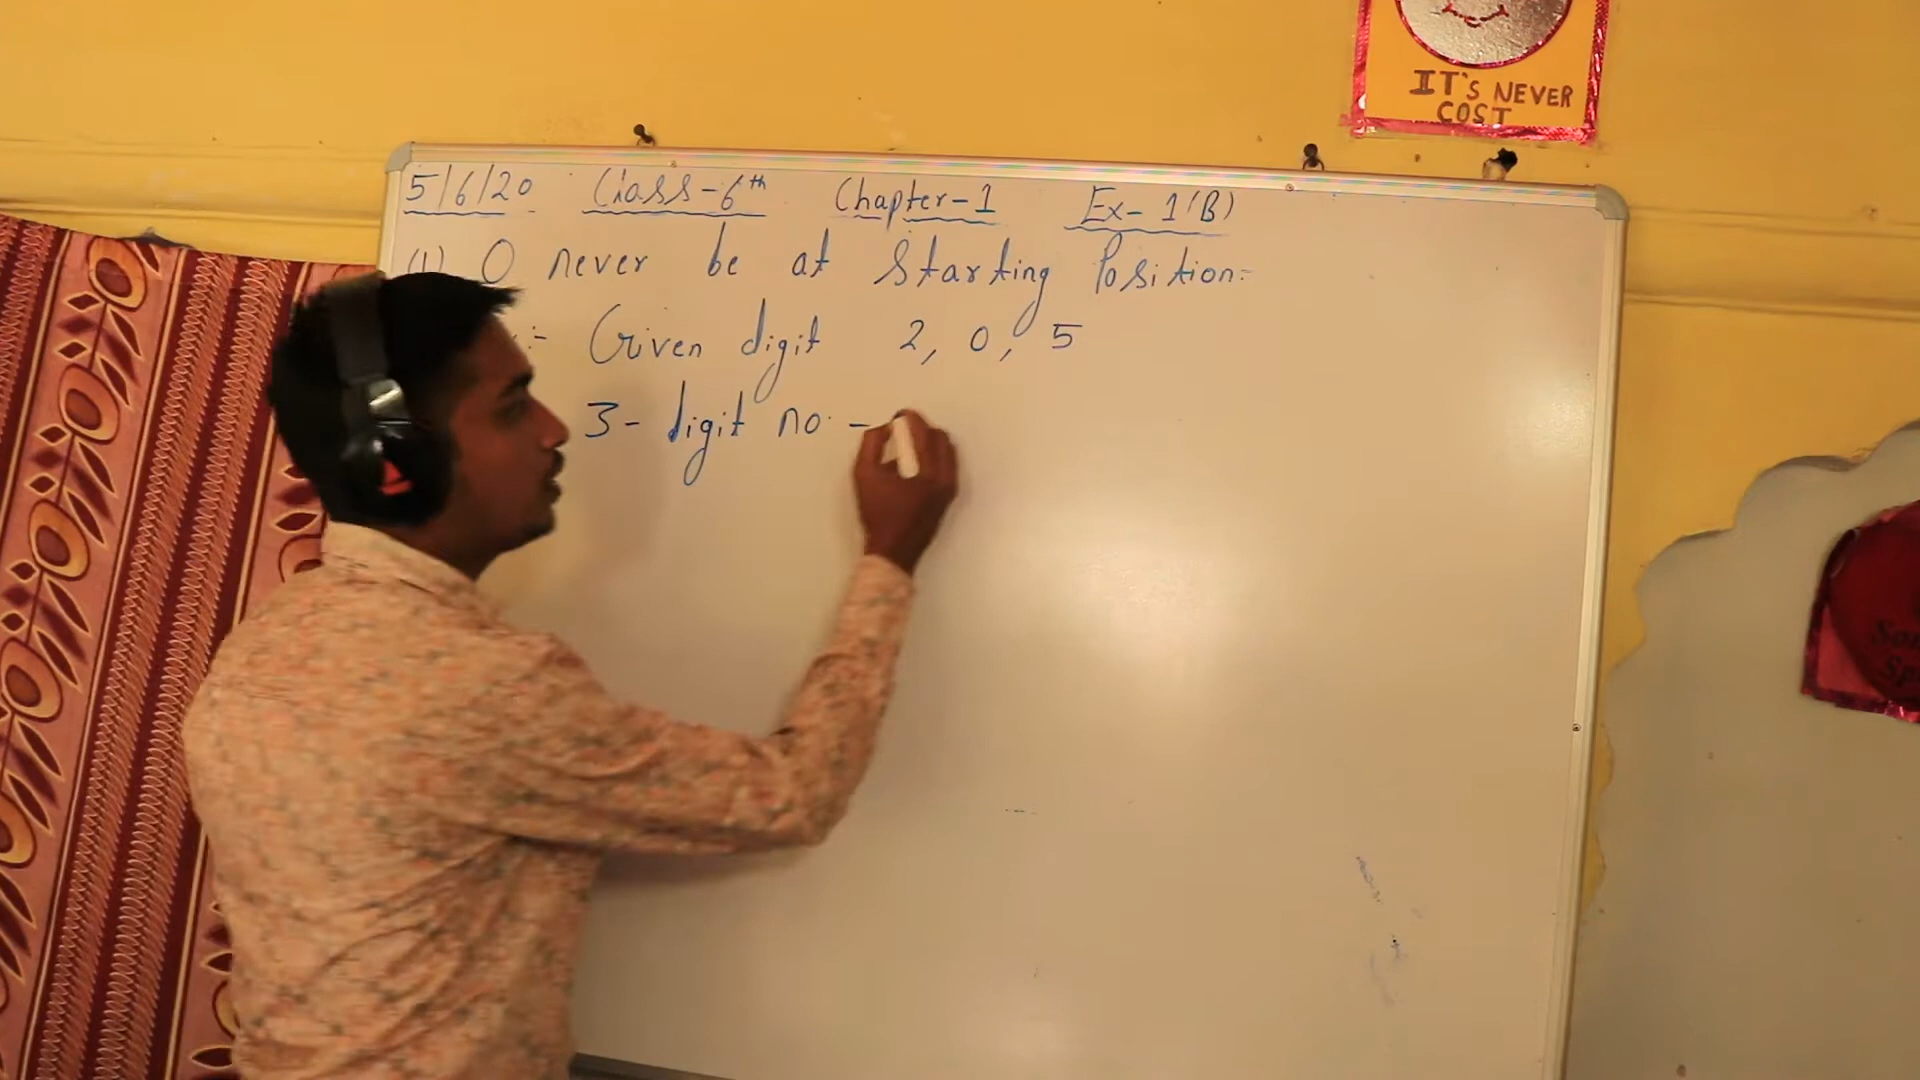 IT'S NEVER
COST
5/6/20 Class-6th Chapter-1 Ex-1(B)
(1) 0 never be at Starting Position:-
:- Given digit 2, 0, 5
3- digit no. -